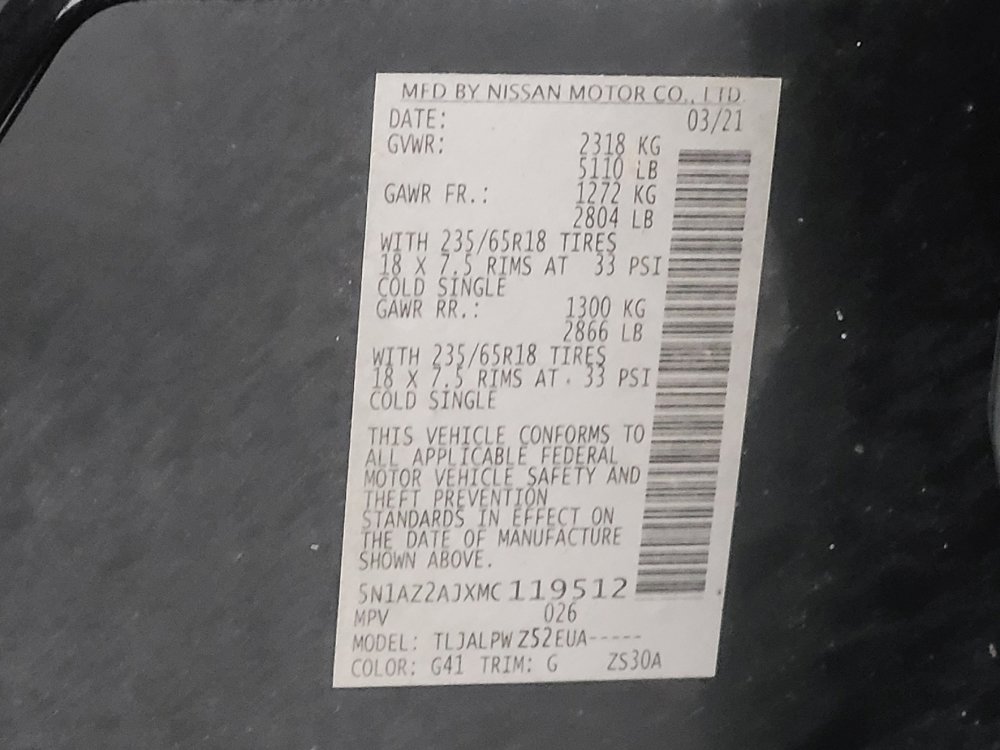 MFD BY NISSAN MOTOR CO., LTD.
DATE: 03/21
GVWR: 2318 KG
5110 LB
GAWR FR.: 1272 KG
2804 LB
WITH 235/65R18 TIRES
18 X 7.5 RIMS AT 33 PSI
COLD SINGLE
GAWR RR.: 1300 KG
2866 LB
WITH 235/65R18 TIRES
18 X 7.5 RIMS AT 33 PSI
COLD SINGLE
THIS VEHICLE CONFORMS TO
ALL APPLICABLE FEDERAL
MOTOR VEHICLE SAFETY AND
THEFT PREVENTION
STANDARDS IN EFFECT ON
THE DATE OF MANUFACTURE
SHOWN ABOVE.
5N1AZ2AJXMC119512
MPV 026
MODEL: TLJALPWZ52EUA-----
COLOR: G41 TRIM: G ZS30A